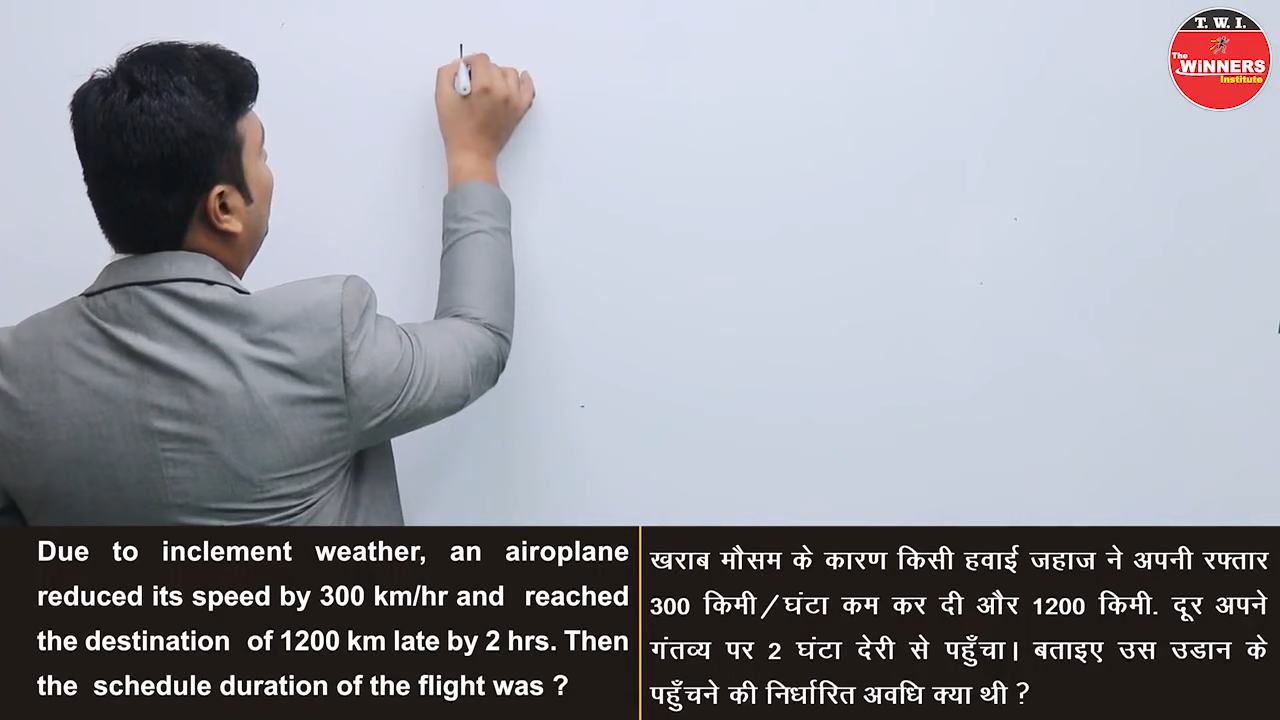 T. W. I.
The
WINNERS
Institute
Due to inclement weather, an airoplane
reduced its speed by 300 km/hr and reached
the destination of 1200 km late by 2 hrs. Then
the schedule duration of the flight was ?
खराब मौसम के कारण किसी हवाई जहाज ने अपनी रफ्तार
300 किमी/घंटा कम कर दी और 1200 किमी. दूर अपने
गंतव्य पर 2 घंटा देरी से पहुँचा। बताइए उस उडान के
पहुँचने की निर्धारित अवधि क्या थी ?